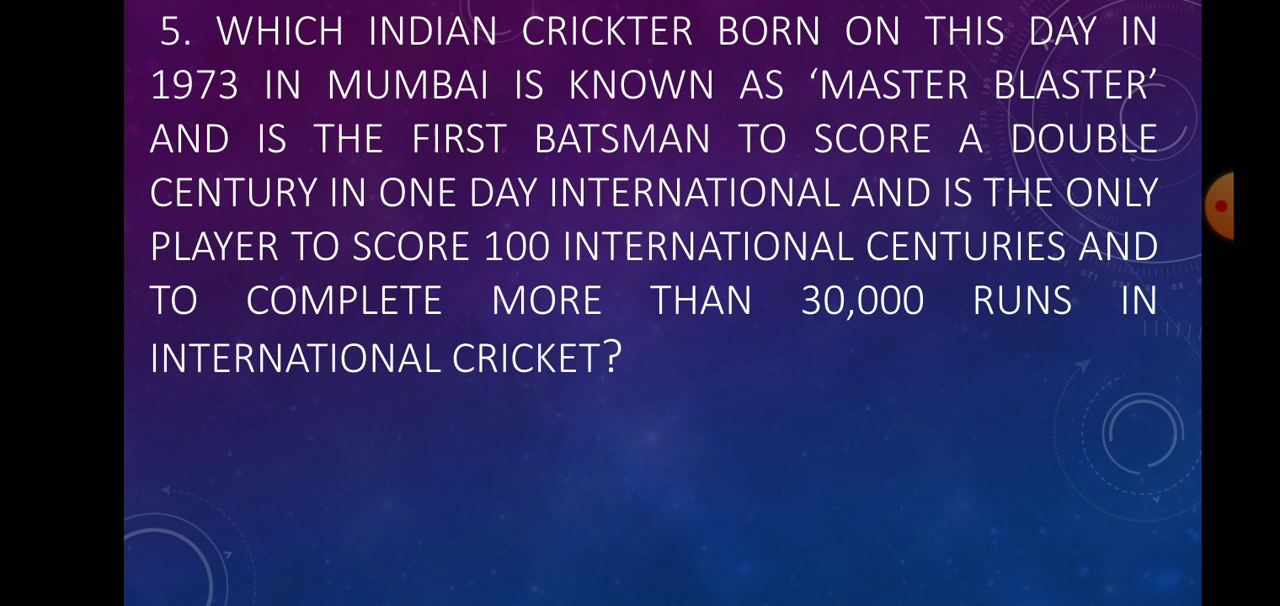 5. WHICH INDIAN CRICKTER BORN ON THIS DAY IN
1973 IN MUMBAI IS KNOWN AS ‘MASTER BLASTER’
AND IS THE FIRST BATSMAN TO SCORE A DOUBLE
CENTURY IN ONE DAY INTERNATIONAL AND IS THE ONLY
PLAYER TO SCORE 100 INTERNATIONAL CENTURIES AND
TO COMPLETE MORE THAN 30,000 RUNS IN
INTERNATIONAL CRICKET?